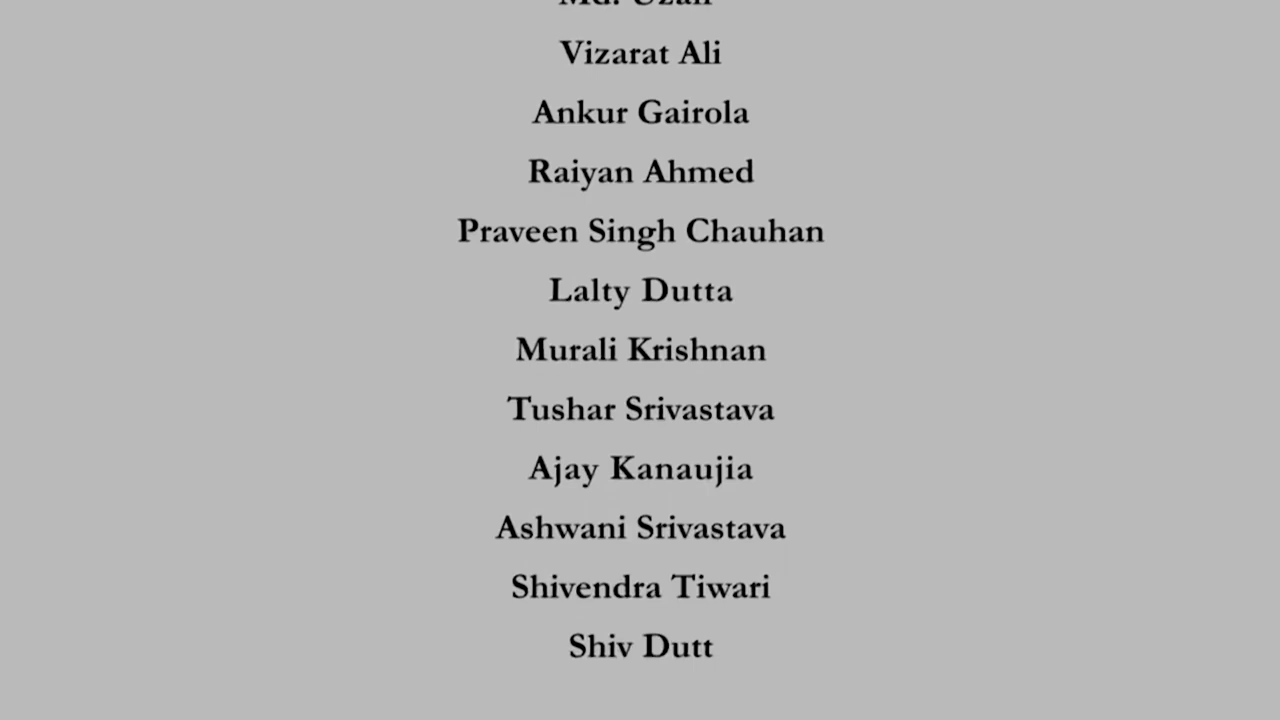 Vizarat Ali
Ankur Gairola
Raiyan Ahmed
Praveen Singh Chauhan
Lalty Dutta
Murali Krishnan
Tushar Srivastava
Ajay Kanaujia
Ashwani Srivastava
Shivendra Tiwari
Shiv Dutt